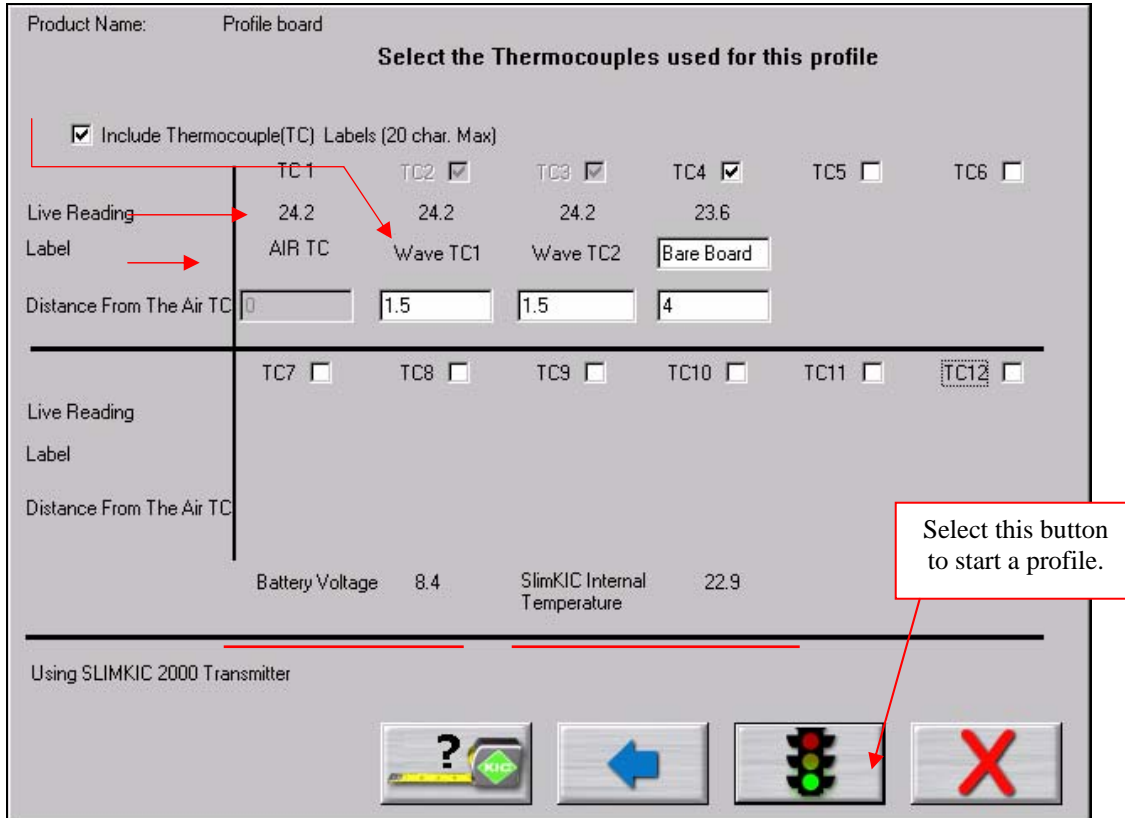 Product Name: Profile board
Select the Thermocouples used for this profile
Include Thermocouple(TC) Labels (20 char. Max)
TC 1 TC2 TC3 TC4 TC5 TC6
Live Reading 24.2 24.2 24.2 23.6
Label AIR TC Wave TC1 Wave TC2 Bare Board
Distance From The Air TC 0 1.5 1.5 4
TC7 TC8 TC9 TC10 TC11 TC12
Live Reading
Label
Distance From The Air TC
Select this button
to start a profile.
Battery Voltage 8.4 SlimKIC Internal 22.9
Temperature
Using SLIMKIC 2000 Transmitter
? KIC